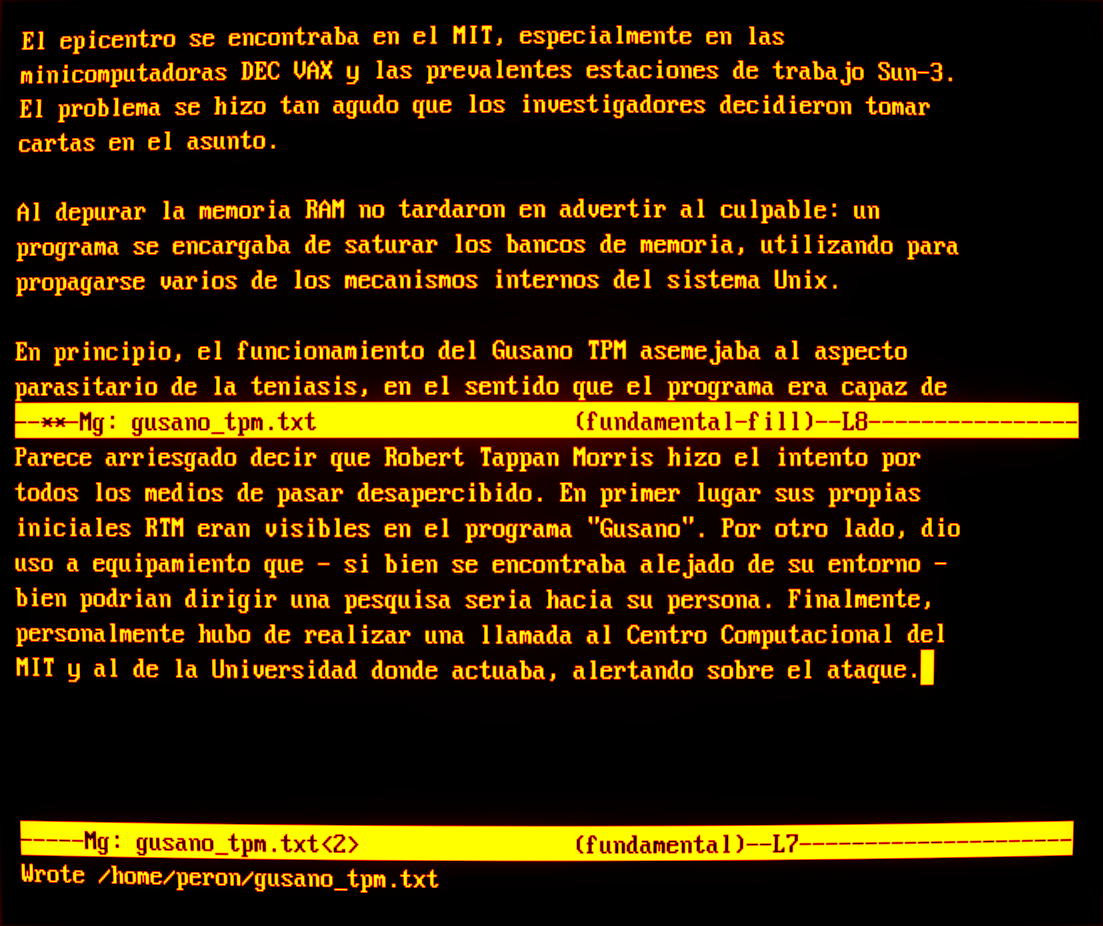 El epicentro se encontraba en el MIT, especialmente en las
minicomputadoras DEC VAX y las prevalentes estaciones de trabajo Sun-3.
El problema se hizo tan agudo que los investigadores decidieron tomar
cartas en el asunto.
Al depurar la memoria RAM no tardaron en advertir al culpable: un
programa se encargaba de saturar los bancos de memoria, utilizando para
propagarse varios de los mecanismos internos del sistema Unix.
En principio, el funcionamiento del Gusano TPM asemejaba al aspecto
parasitario de la teniasis, en el sentido que el programa era capaz de
--**-Mg: gusano_tpm.txt (fundamental-fill)--L8----------------
Parece arriesgado decir que Robert Tappan Morris hizo el intento por
todos los medios de pasar desapercibido. En primer lugar sus propias
iniciales RTM eran visibles en el programa "Gusano". Por otro lado, dio
uso a equipamiento que - si bien se encontraba alejado de su entorno -
bien podrian dirigir una pesquisa seria hacia su persona. Finalmente,
personalmente hubo de realizar una llamada al Centro Computacional del
MIT y al de la Universidad donde actuaba, alertando sobre el ataque.
-----Mg: gusano_tpm.txt<2> (fundamental)--L7---------------------
Wrote /home/peron/gusano_tpm.txt